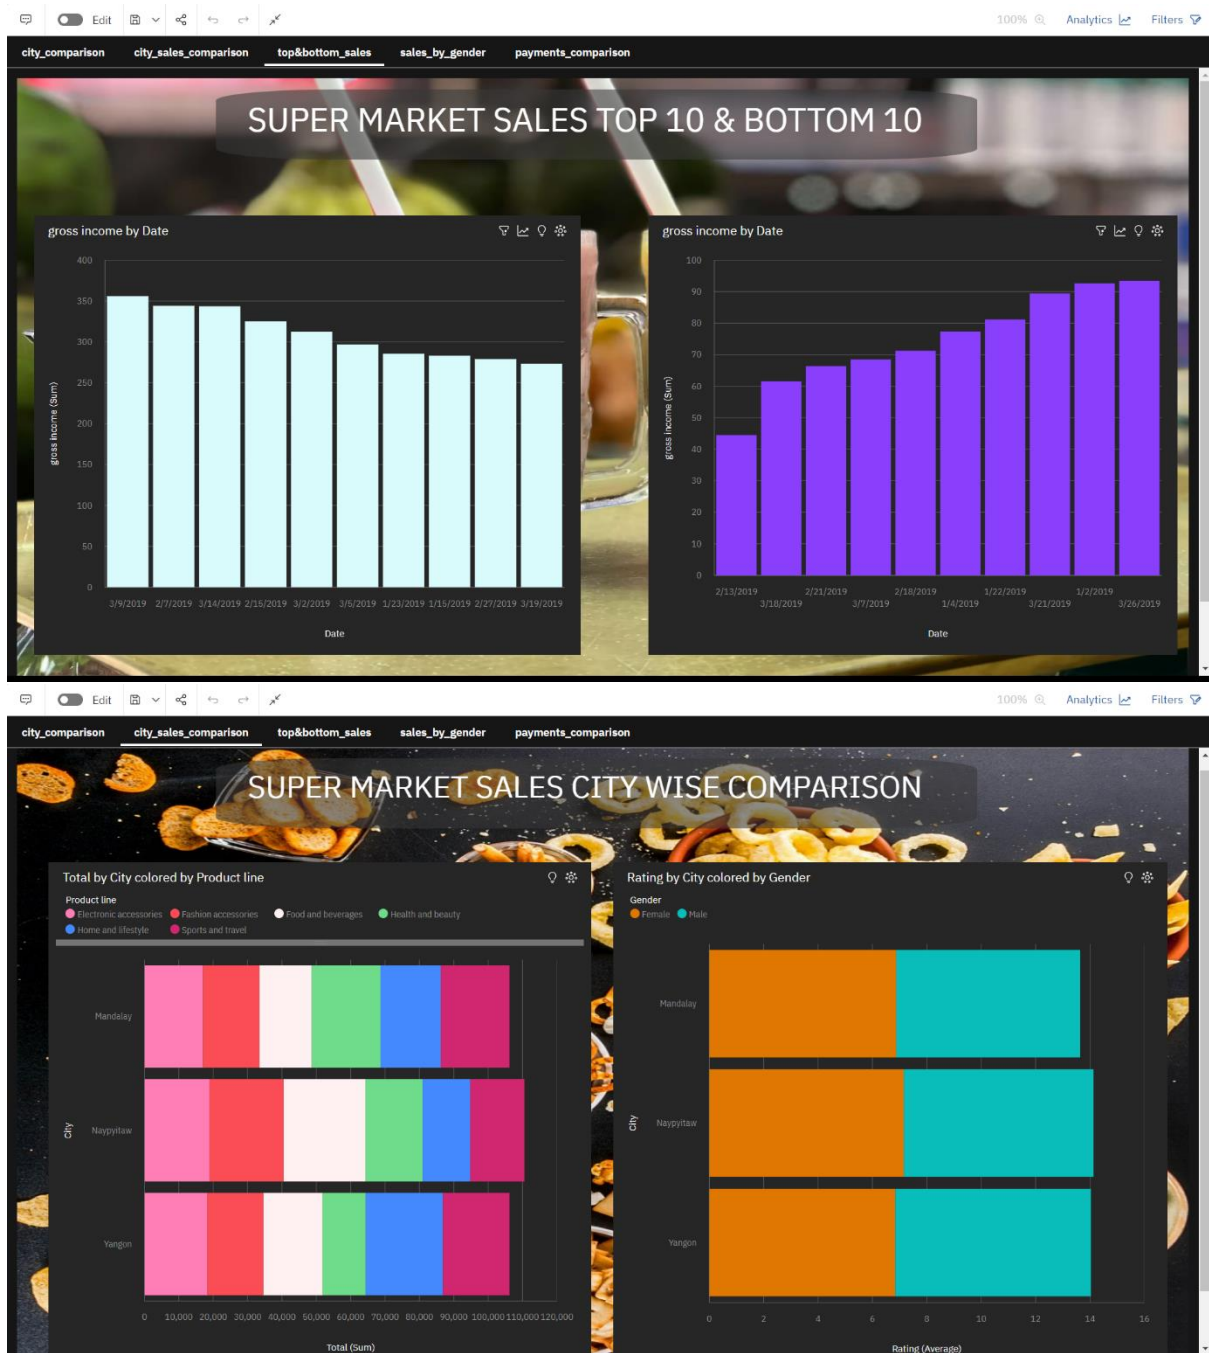 Edit
100% Analytics Filters
city_comparison city_sales_comparison top&bottom_sales sales_by_gender payments_comparison
SUPER MARKET SALES TOP 10 & BOTTOM 10
gross income by Date
400
350
300
250
200
150
100
50
0
gross income (Sum)
3/9/2019 2/7/2019 3/14/2019 2/15/2019 3/2/2019 3/5/2019 1/23/2019 1/15/2019 2/27/2019 3/19/2019
Date
gross income by Date
100
90
80
70
60
50
40
30
20
10
0
gross income (Sum)
2/13/2019 2/21/2019 2/18/2019 1/22/2019 1/2/2019
3/18/2019 3/7/2019 1/4/2019 3/21/2019 3/26/2019
Date
Edit
100% Analytics Filters
city_comparison city_sales_comparison top&bottom_sales sales_by_gender payments_comparison
SUPER MARKET SALES CITY WISE COMPARISON
Total by City colored by Product line
Product line
Electronic accessories Fashion accessories Food and beverages Health and beauty
Home and lifestyle Sports and travel
Mandalay
Naypyitaw
Yangon
City
0 10,000 20,000 30,000 40,000 50,000 60,000 70,000 80,000 90,000 100,000 110,000 120,000
Total (Sum)
Rating by City colored by Gender
Gender
Female Male
Mandalay
Naypyitaw
Yangon
City
0 2 4 6 8 10 12 14 16
Rating (Average)